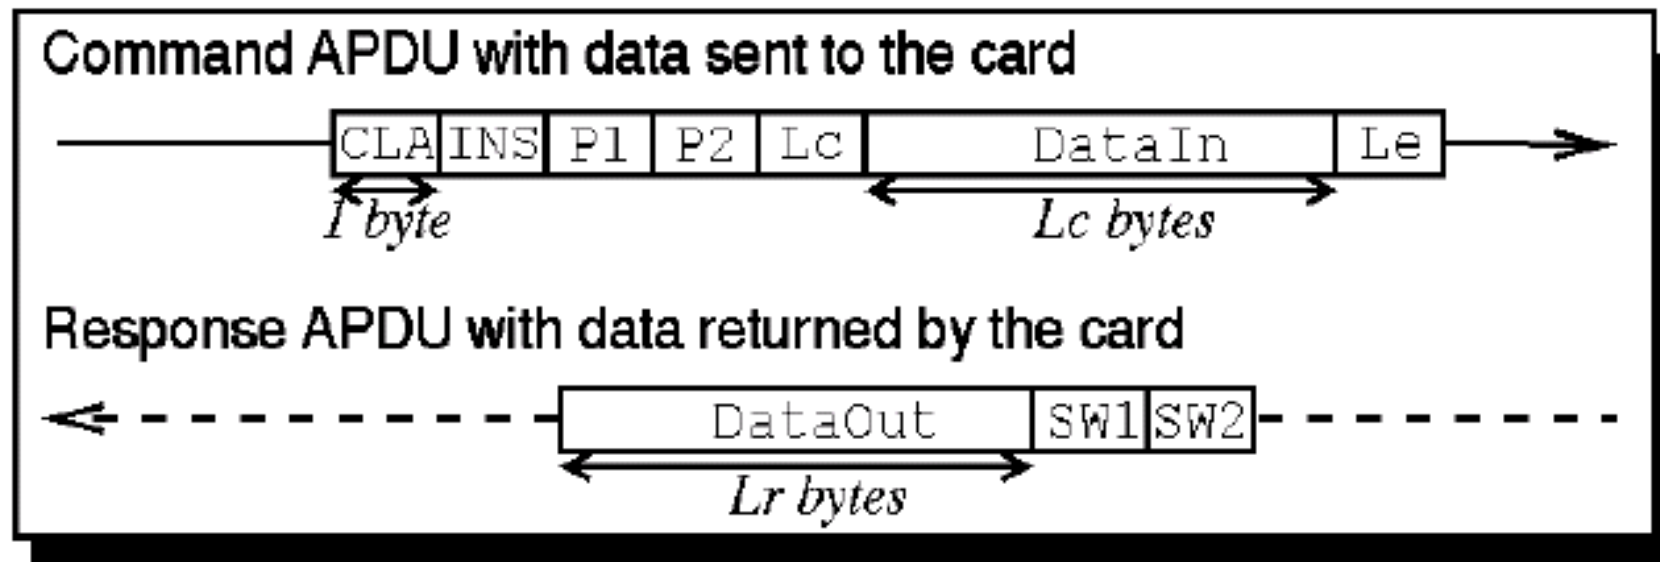 Command APDU with data sent to the card
CLA INS P1 P2 Lc DataIn Le
1 byte Lc bytes
Response APDU with data returned by the card
DataOut SW1 SW2
Lr bytes